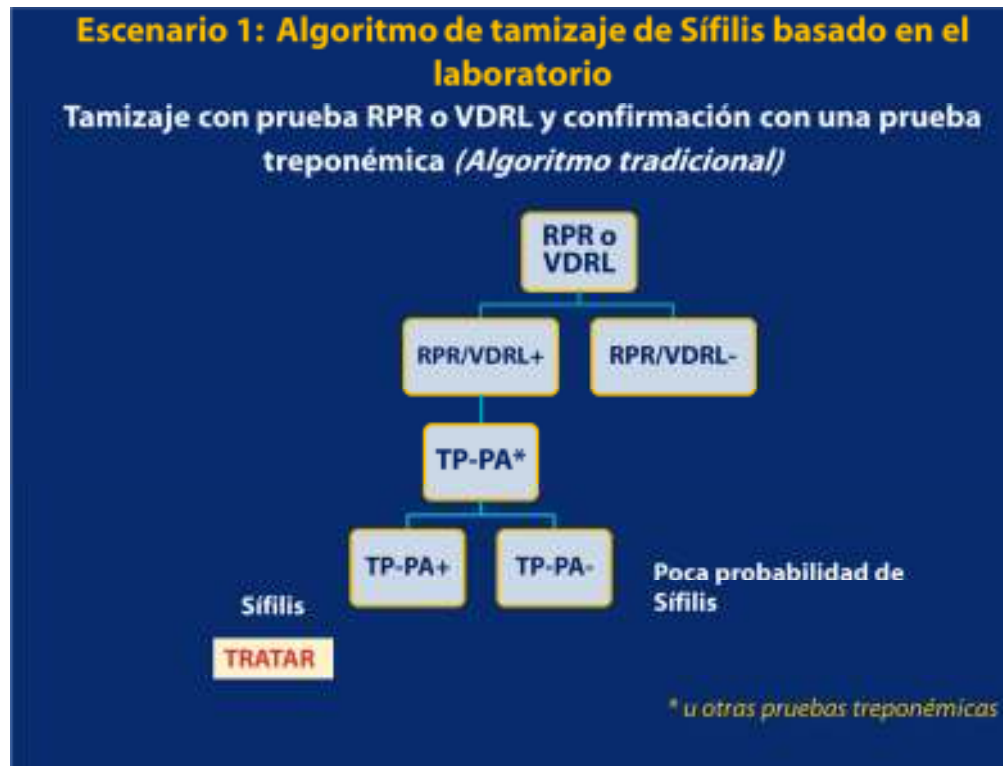 Escenario 1: Algoritmo de tamizaje de Sífilis basado en el
laboratorio
Tamizaje con prueba RPR o VDRL y confirmación con una prueba
treponémica (Algoritmo tradicional)
RPR o
VDRL
RPR/VDRL+
RPR/VDRL-
TP-PA*
TP-PA+
TP-PA-
Poca probabilidad de
Sífilis
Sífilis
TRATAR
* u otras pruebas treponémicas